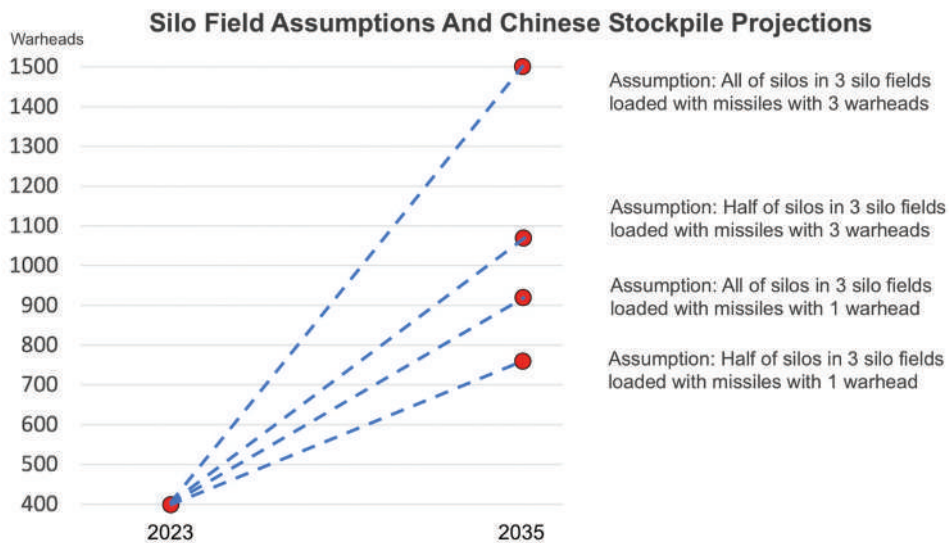 Silo Field Assumptions And Chinese Stockpile Projections
Warheads
1500
1400
1300
1200
1100
1000
900
800
700
600
500
400
2023
2035
Assumption: All of silos in 3 silo fields
loaded with missiles with 3 warheads
Assumption: Half of silos in 3 silo fields
loaded with missiles with 3 warheads
Assumption: All of silos in 3 silo fields
loaded with missiles with 1 warhead
Assumption: Half of silos in 3 silo fields
loaded with missiles with 1 warhead